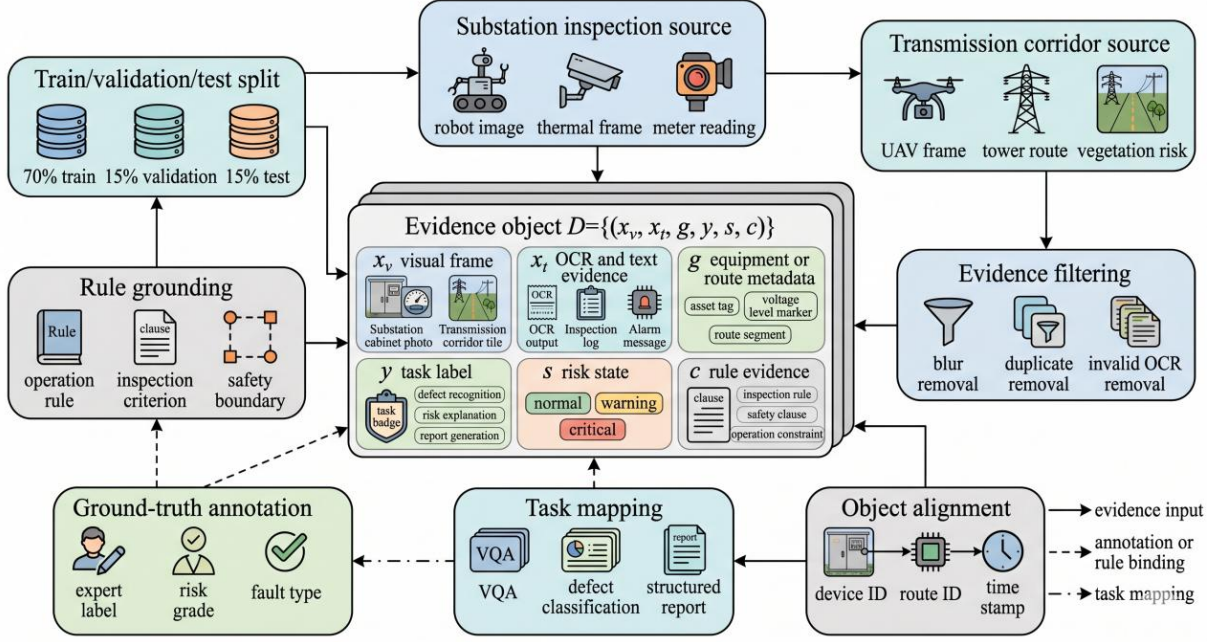 Train/validation/test split
70% train
15% validation
15% test
Substation inspection source
robot image
thermal frame
meter reading
Transmission corridor source
UAV frame
tower route
vegetation risk
Evidence object D={(x_v, x_t, g, y, s, c)}
x_v visual frame
Substation
cabinet photo
Transmission
corridor tile
x_t OCR and text
evidence
OCR
OCR
output
Inspection
log
Alarm
message
g equipment or
route metadata
asset tag
voltage
level marker
route segment
y task label
task
badge
defect recognition
risk explanation
report generation
s risk state
normal
warning
critical
c rule evidence
clause
inspection rule
safety clause
operation constraint
Rule grounding
Rule
operation
rule
clause
inspection
criterion
safety
boundary
Evidence filtering
blur
removal
duplicate
removal
invalid OCR
removal
Ground-truth annotation
expert
label
risk
grade
fault type
Task mapping
VQA
VQA
defect
classification
report
structured
report
Object alignment
device ID
route ID
time
stamp
evidence input
annotation or
rule binding
task mapping